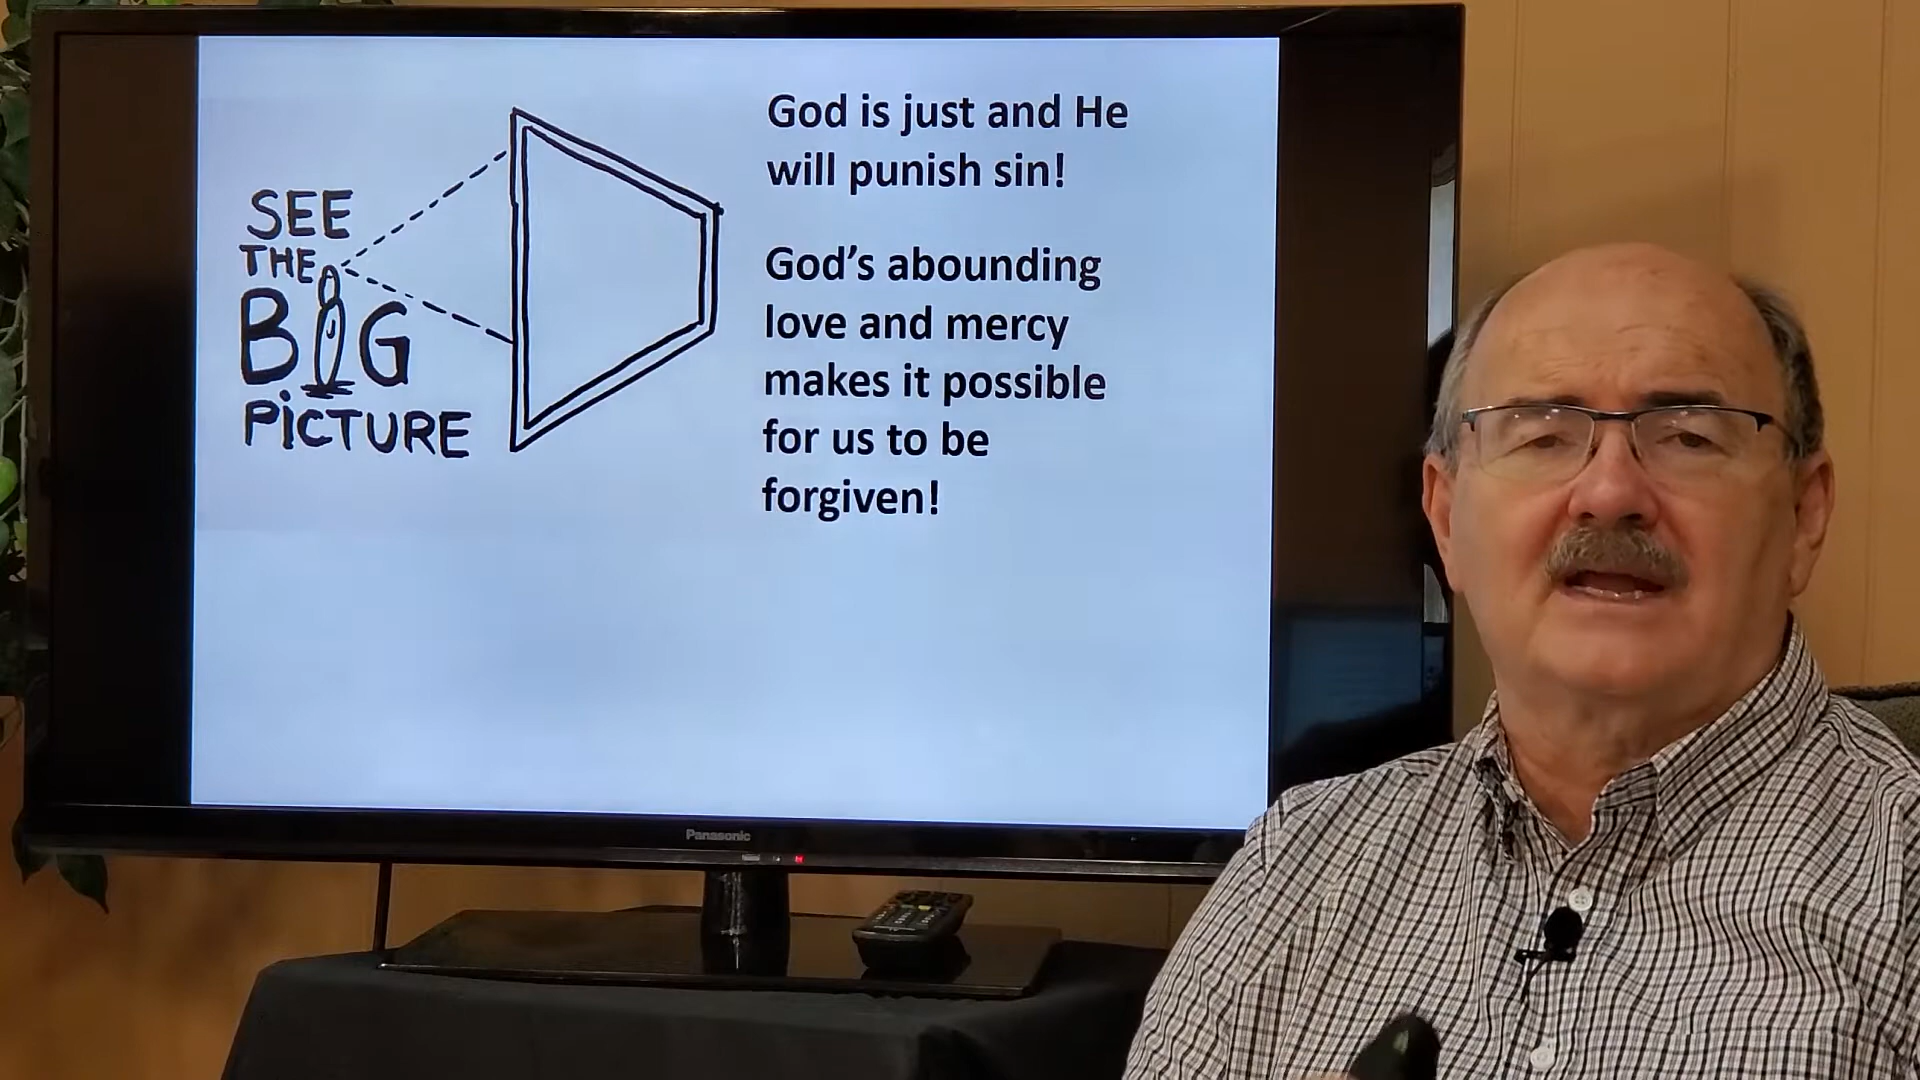 SEE
THE
BIG
PICTURE
God is just and He
will punish sin!
God’s abounding
love and mercy
makes it possible
for us to be
forgiven!
Panasonic